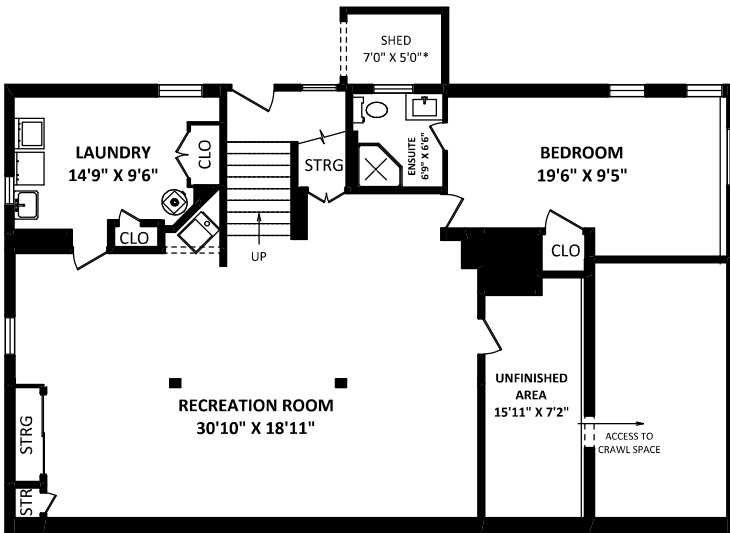 SHED
7'0" X 5'0"*
LAUNDRY
14'9" X 9'6"
CLO
STRG
ENSUITE
6'9" X 6'6"
BEDROOM
19'6" X 9'5"
CLO
CLO
UP
UNFINISHED
AREA
15'11" X 7'2"
RECREATION ROOM
30'10" X 18'11"
STRG
ACCESS TO
CRAWL SPACE
STR